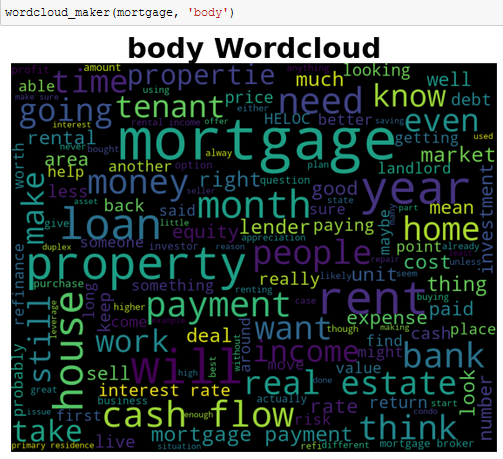 wordcloud_maker(mortgage, 'body')
body Wordcloud
profit amount using propertie much anything looking
able time price make sure either HELOC better well debt
going tenant need know even
interest rental income offer saving getting used
worth rental never bought alway plan market
area another option question landlord
help money right good mean investment
less said back lender sure paying
make loan month year home
give asset little equity state maybe part point already
duplex someone investor seller people appreciation cost
refinance property reason really unit thing
purchase something likely seem repair unless
still house long keep payment rent expense paid
higher come renting case buying
leverage work deal want around without income though making cash place
probably sell move might find bank number
great high best value
issue business actually done return look start
take first interest rate real estate rate risk condo
live cash flow enough think
primary residence situation mortgage payment refi different mortgage broker
mortgage
will